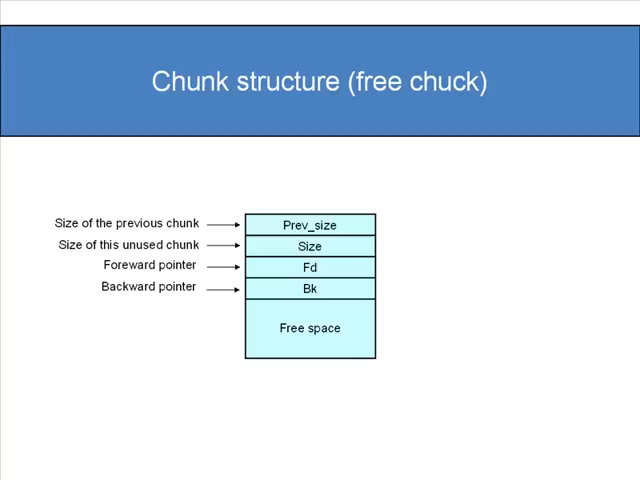 Chunk structure (free chuck)
Size of the previous chunk
Prev_size
Size of this unused chunk
Size
Foreward pointer
Fd
Backward pointer
Bk
Free space